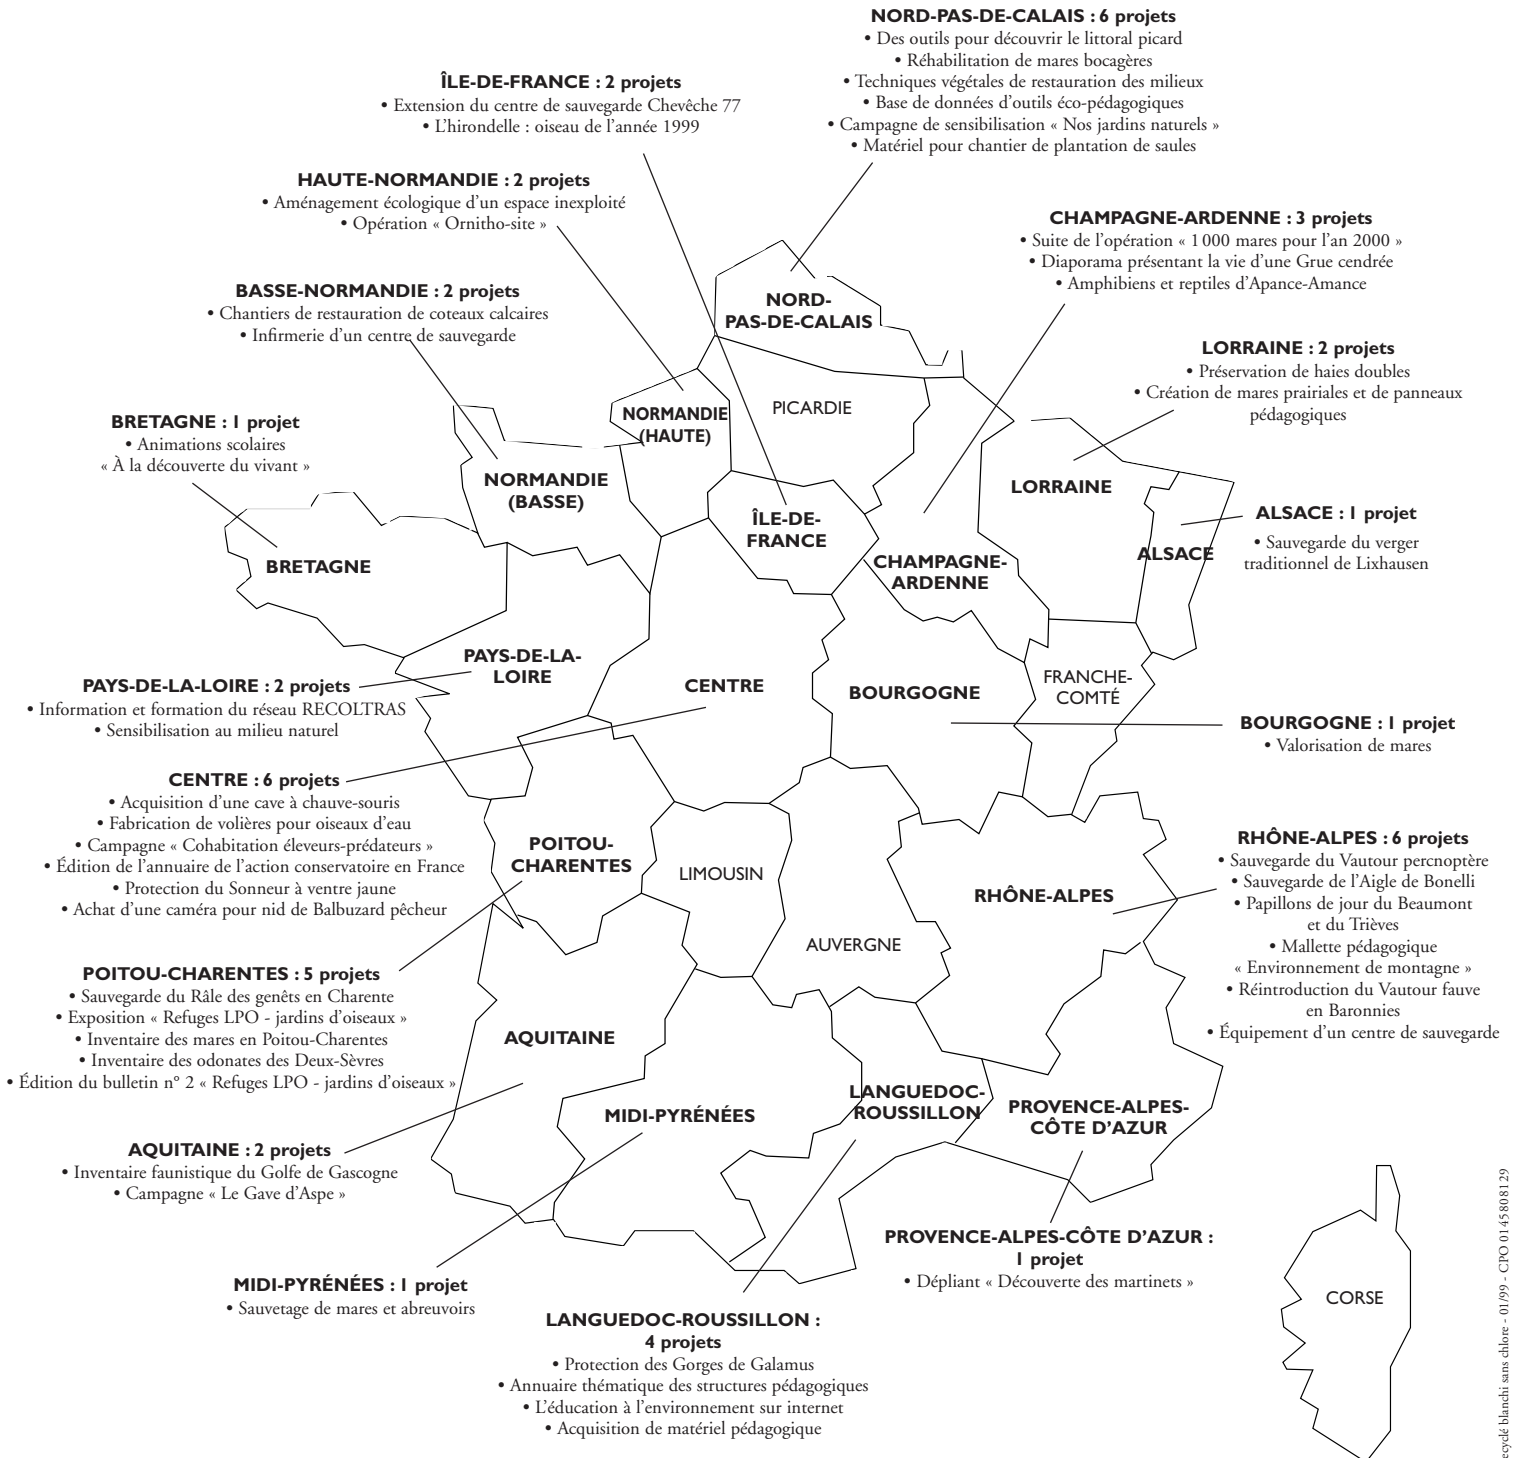 NORD-PAS-DE-CALAIS : 6 projets
• Des outils pour découvrir le littoral picard
• Réhabilitation de mares bocagères
• Techniques végétales de restauration des milieux
• Base de données d'outils éco-pédagogiques
• Campagne de sensibilisation « Nos jardins naturels »
• Matériel pour chantier de plantation de saules
ÎLE-DE-FRANCE : 2 projets
• Extension du centre de sauvegarde Chevêche 77
• L'hirondelle : oiseau de l'année 1999
HAUTE-NORMANDIE : 2 projets
• Aménagement écologique d'un espace inexploité
• Opération « Ornitho-site »
CHAMPAGNE-ARDENNE : 3 projets
• Suite de l'opération « 1 000 mares pour l'an 2000 »
• Diaporama présentant la vie d'une Grue cendrée
• Amphibiens et reptiles d'Apance-Amance
BASSE-NORMANDIE : 2 projets
• Chantiers de restauration de coteaux calcaires
• Infirmerie d'un centre de sauvegarde
LORRAINE : 2 projets
• Préservation de haies doubles
• Création de mares prairiales et de panneaux
pédagogiques
BRETAGNE : 1 projet
• Animations scolaires
« À la découverte du vivant »
ALSACE : 1 projet
• Sauvegarde du verger
traditionnel de Lixhausen
NORD-
PAS-DE-CALAIS
PICARDIE
NORMANDIE
(HAUTE)
NORMANDIE
(BASSE)
LORRAINE
ÎLE-DE-
FRANCE
ALSACE
BRETAGNE
CHAMPAGNE-
ARDENNE
PAYS-DE-LA-
LOIRE
CENTRE
BOURGOGNE
FRANCHE-
COMTÉ
PAYS-DE-LA-LOIRE : 2 projets
• Information et formation du réseau RECOLTRAS
• Sensibilisation au milieu naturel
BOURGOGNE : 1 projet
• Valorisation de mares
CENTRE : 6 projets
• Acquisition d'une cave à chauve-souris
• Fabrication de volières pour oiseaux d'eau
• Campagne « Cohabitation éleveurs-prédateurs »
• Édition de l'annuaire de l'action conservatoire en France
• Protection du Sonneur à ventre jaune
• Achat d'une caméra pour nid de Balbuzard pêcheur
POITOU-
CHARENTES
LIMOUSIN
RHÔNE-ALPES
AUVERGNE
RHÔNE-ALPES : 6 projets
• Sauvegarde du Vautour percnoptère
• Sauvegarde de l'Aigle de Bonelli
• Papillons de jour du Beaumont
et du Trièves
• Mallette pédagogique
« Environnement de montagne »
• Réintroduction du Vautour fauve
en Baronnies
• Équipement d'un centre de sauvegarde
POITOU-CHARENTES : 5 projets
• Sauvegarde du Râle des genêts en Charente
• Exposition « Refuges LPO - jardins d'oiseaux »
• Inventaire des mares en Poitou-Charentes
• Inventaire des odonates des Deux-Sèvres
• Édition du bulletin n° 2 « Refuges LPO - jardins d'oiseaux »
AQUITAINE
MIDI-PYRÉNÉES
LANGUEDOC-
ROUSSILLON
PROVENCE-ALPES-
CÔTE D'AZUR
AQUITAINE : 2 projets
• Inventaire faunistique du Golfe de Gascogne
• Campagne « Le Gave d'Aspe »
MIDI-PYRÉNÉES : 1 projet
• Sauvetage de mares et abreuvoirs
PROVENCE-ALPES-CÔTE D'AZUR :
1 projet
• Dépliant « Découverte des martinets »
LANGUEDOC-ROUSSILLON :
4 projets
• Protection des Gorges de Galamus
• Annuaire thématique des structures pédagogiques
• L'éducation à l'environnement sur internet
• Acquisition de matériel pédagogique
CORSE
ecyclé blanchi sans chlore - 01/99 - CPO 0145808129